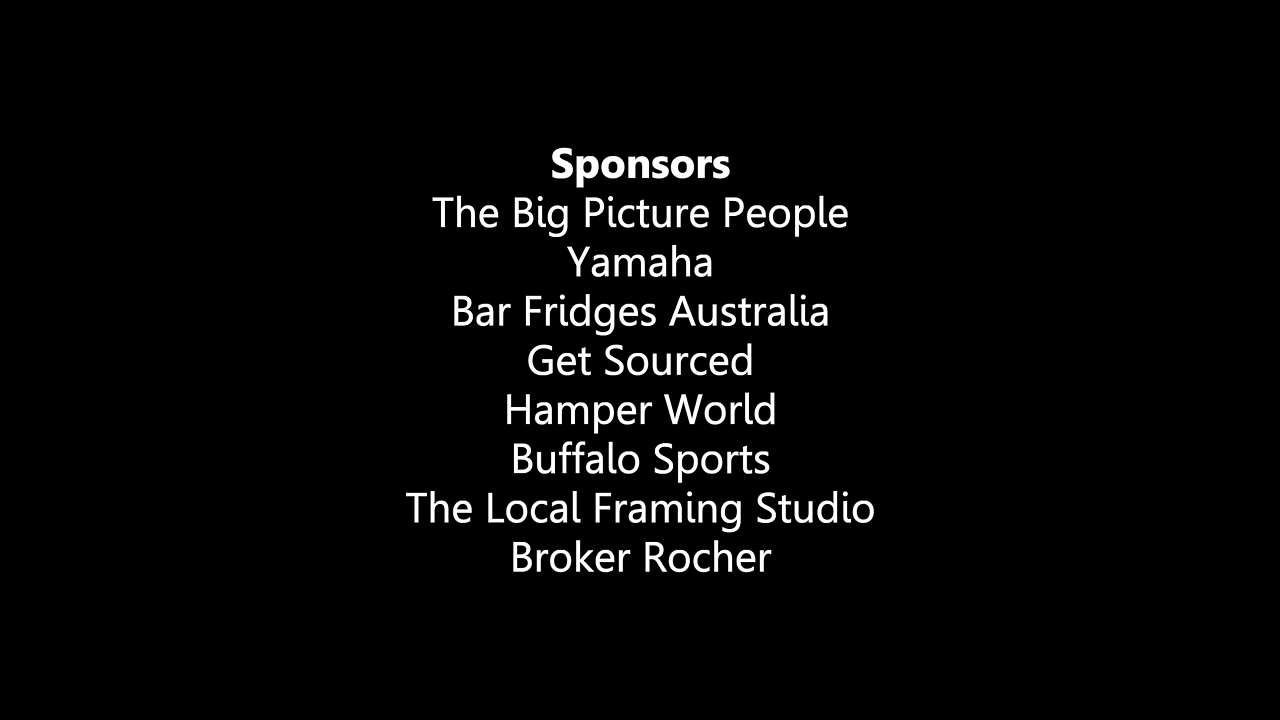 Sponsors
The Big Picture People
Yamaha
Bar Fridges Australia
Get Sourced
Hamper World
Buffalo Sports
The Local Framing Studio
Broker Rocher